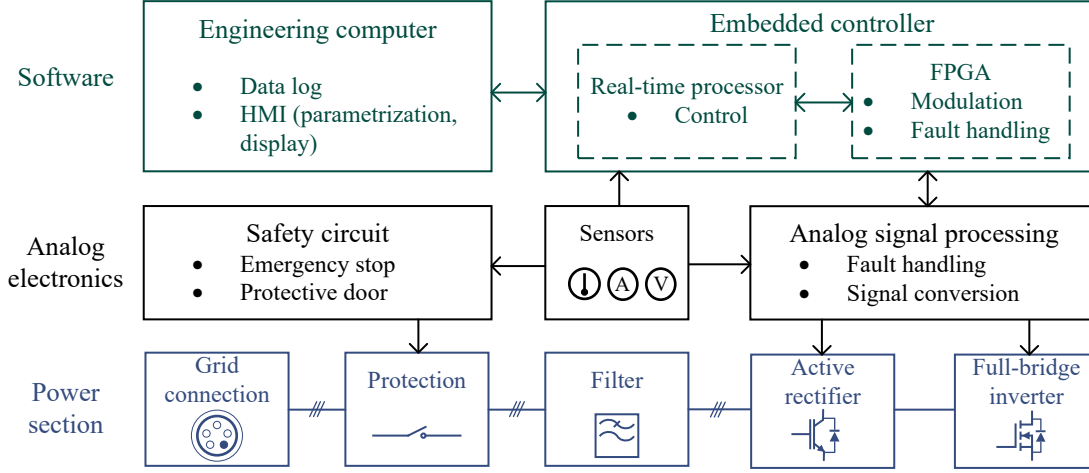 Software
Engineering computer
● Data log
● HMI (parametrization,
display)
Embedded controller
Real-time processor
● Control
FPGA
● Modulation
● Fault handling
Analog
electronics
Safety circuit
● Emergency stop
● Protective door
Sensors
A V
Analog signal processing
● Fault handling
● Signal conversion
Power
section
Grid
connection
Protection
Filter
Active
rectifier
Full-bridge
inverter